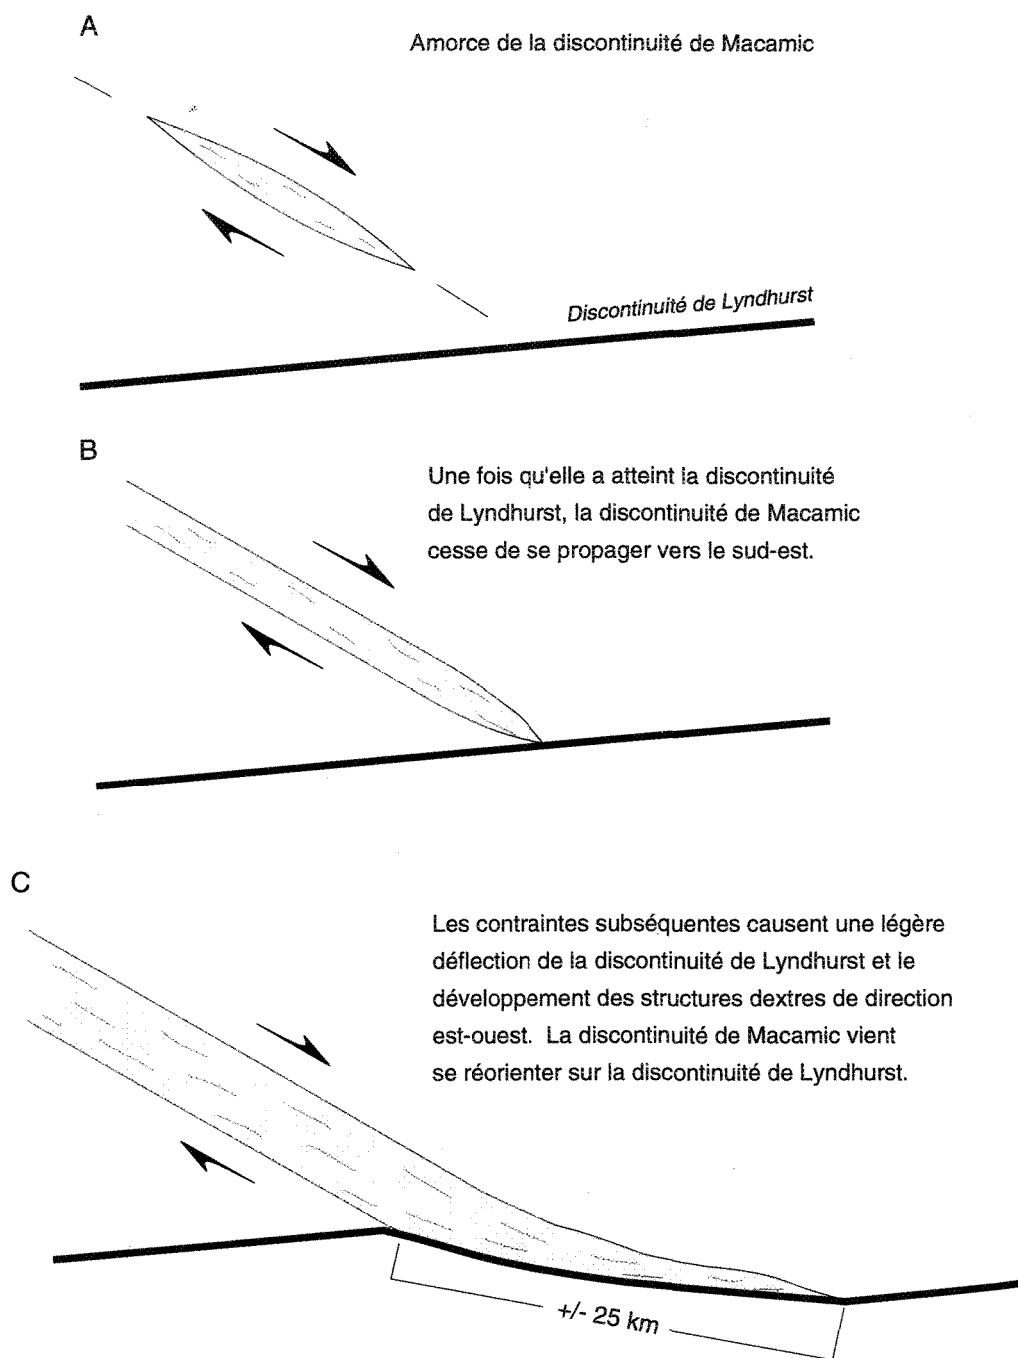 A
Amorce de la discontinuité de Macamic
Discontinuité de Lyndhurst
B
Une fois qu'elle a atteint la discontinuité
de Lyndhurst, la discontinuité de Macamic
cesse de se propager vers le sud-est.
C
Les contraintes subséquentes causent une légère
déflection de la discontinuité de Lyndhurst et le
développement des structures dextres de direction
est-ouest. La discontinuité de Macamic vient
se réorienter sur la discontinuité de Lyndhurst.
+/- 25 km